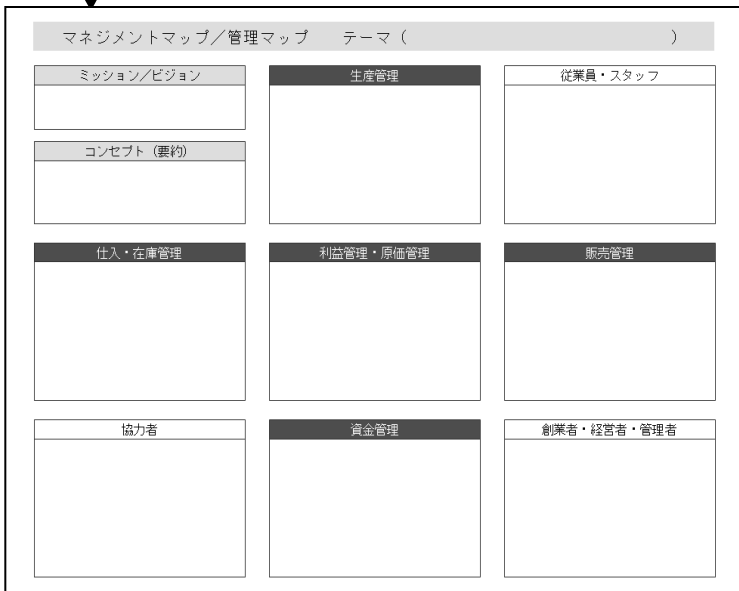 マネジメントマップ／管理マップ　テーマ（　　　　　　　　　　）
ミッション／ビジョン
生産管理
従業員・スタッフ
コンセプト（要約）
仕入・在庫管理
利益管理・原価管理
販売管理
協力者
資金管理
創業者・経営者・管理者